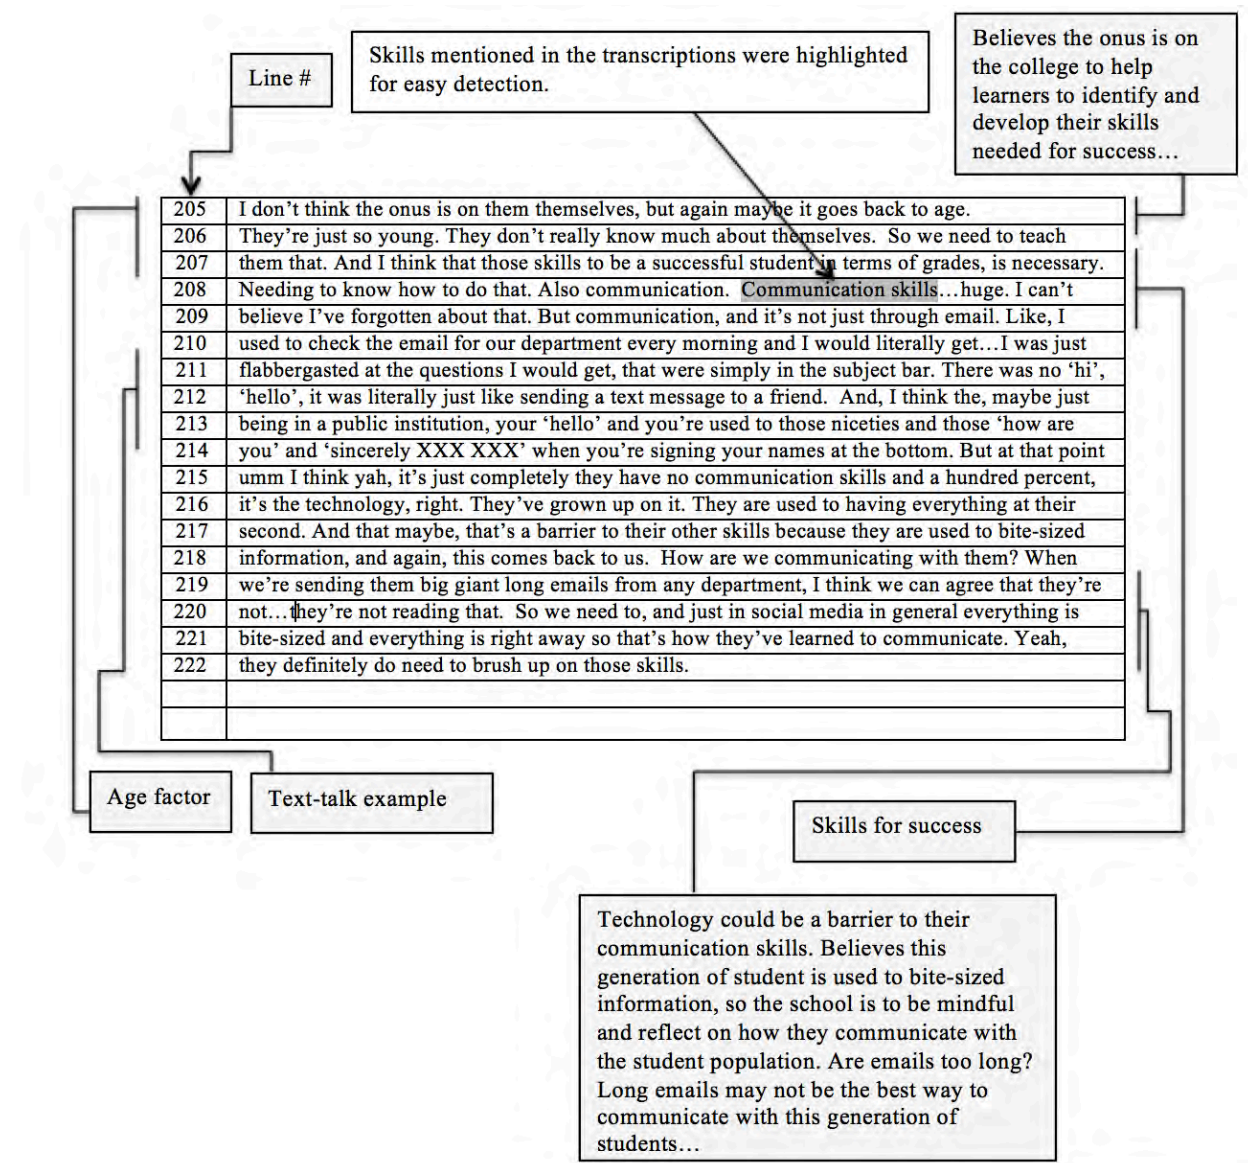 Line #
Skills mentioned in the transcriptions were highlighted
for easy detection.
Believes the onus is on
the college to help
learners to identify and
develop their skills
needed for success…
205 I don't think the onus is on them themselves, but again maybe it goes back to age.
206 They're just so young. They don't really know much about themselves. So we need to teach
207 them that. And I think that those skills to be a successful student in terms of grades, is necessary.
208 Needing to know how to do that. Also communication. Communication skills…huge. I can't
209 believe I've forgotten about that. But communication, and it's not just through email. Like, I
210 used to check the email for our department every morning and I would literally get…I was just
211 flabbergasted at the questions I would get, that were simply in the subject bar. There was no 'hi',
212 'hello', it was literally just like sending a text message to a friend. And, I think the, maybe just
213 being in a public institution, your 'hello' and you're used to those niceties and those 'how are
214 you' and 'sincerely XXX XXX' when you're signing your names at the bottom. But at that point
215 umm I think yah, it's just completely they have no communication skills and a hundred percent,
216 it's the technology, right. They've grown up on it. They are used to having everything at their
217 second. And that maybe, that's a barrier to their other skills because they are used to bite-sized
218 information, and again, this comes back to us. How are we communicating with them? When
219 we're sending them big giant long emails from any department, I think we can agree that they're
220 not…they're not reading that. So we need to, and just in social media in general everything is
221 bite-sized and everything is right away so that's how they've learned to communicate. Yeah,
222 they definitely do need to brush up on those skills.
Age factor
Text-talk example
Skills for success
Technology could be a barrier to their
communication skills. Believes this
generation of student is used to bite-sized
information, so the school is to be mindful
and reflect on how they communicate with
the student population. Are emails too long?
Long emails may not be the best way to
communicate with this generation of
students…